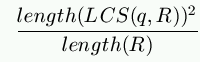 length(LCS(q, R))²
length(R)